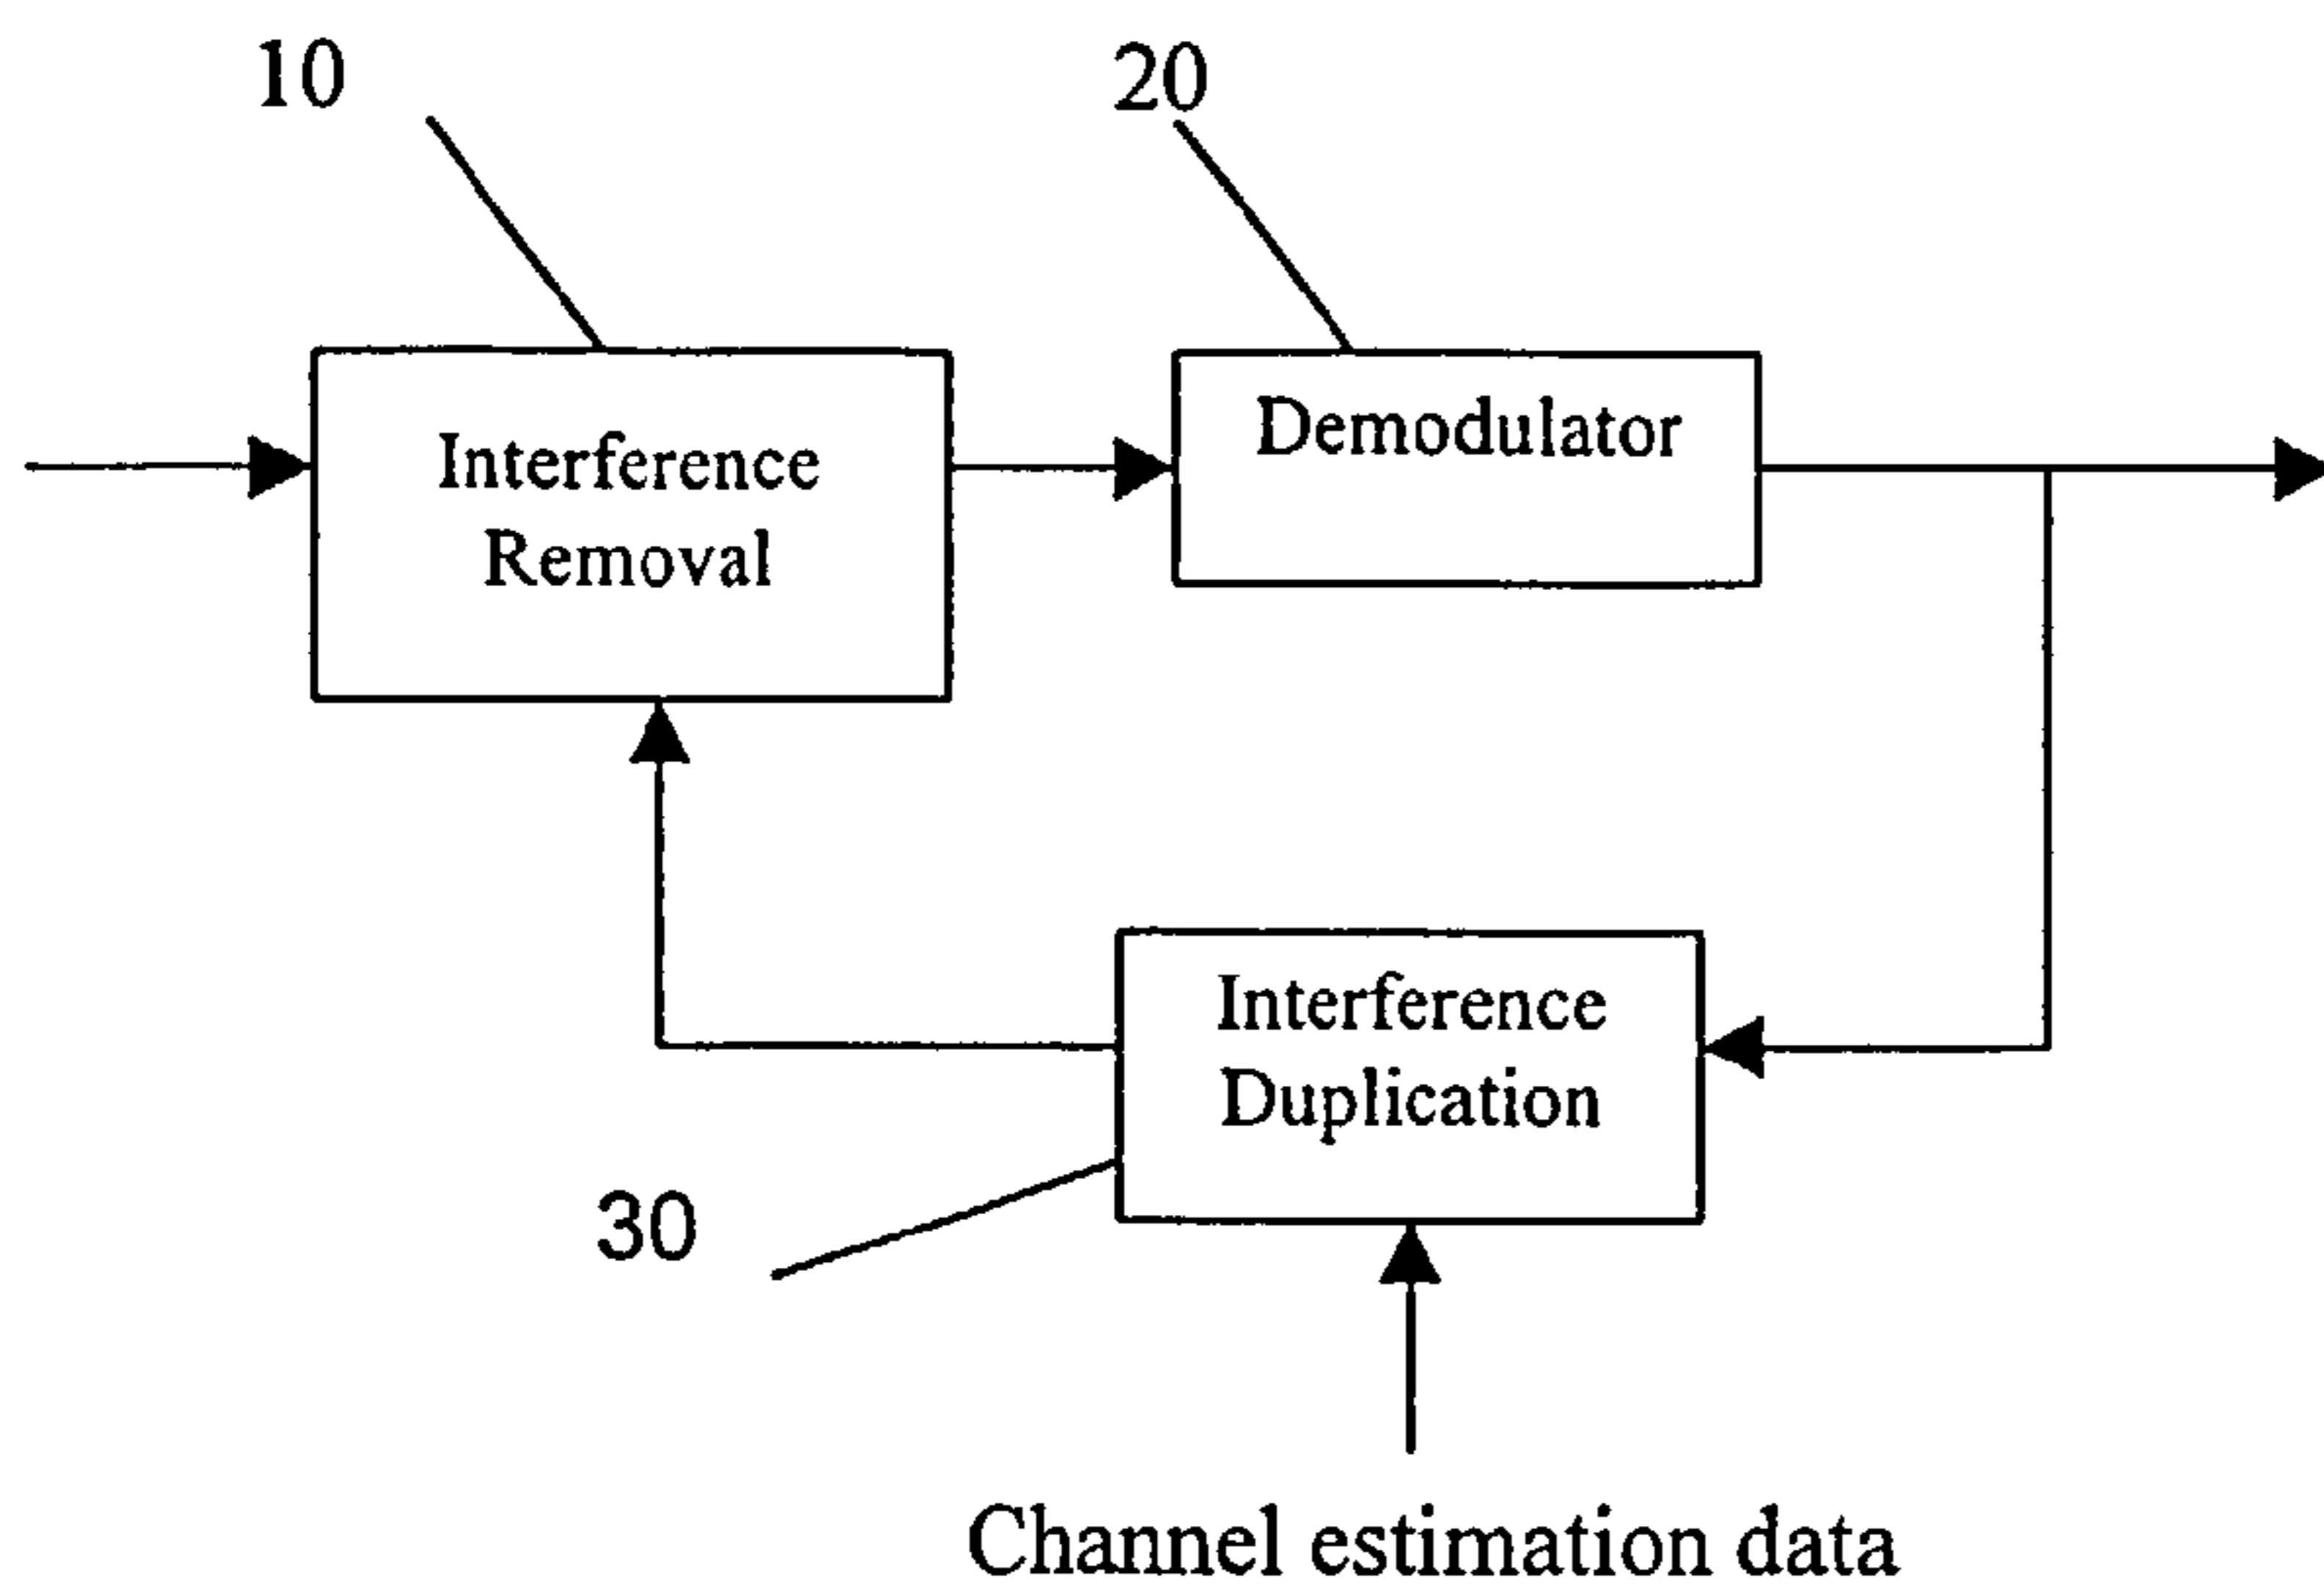 10
20
Interference
Removal
Demodulator
Interference
Duplication
30
Channel estimation data